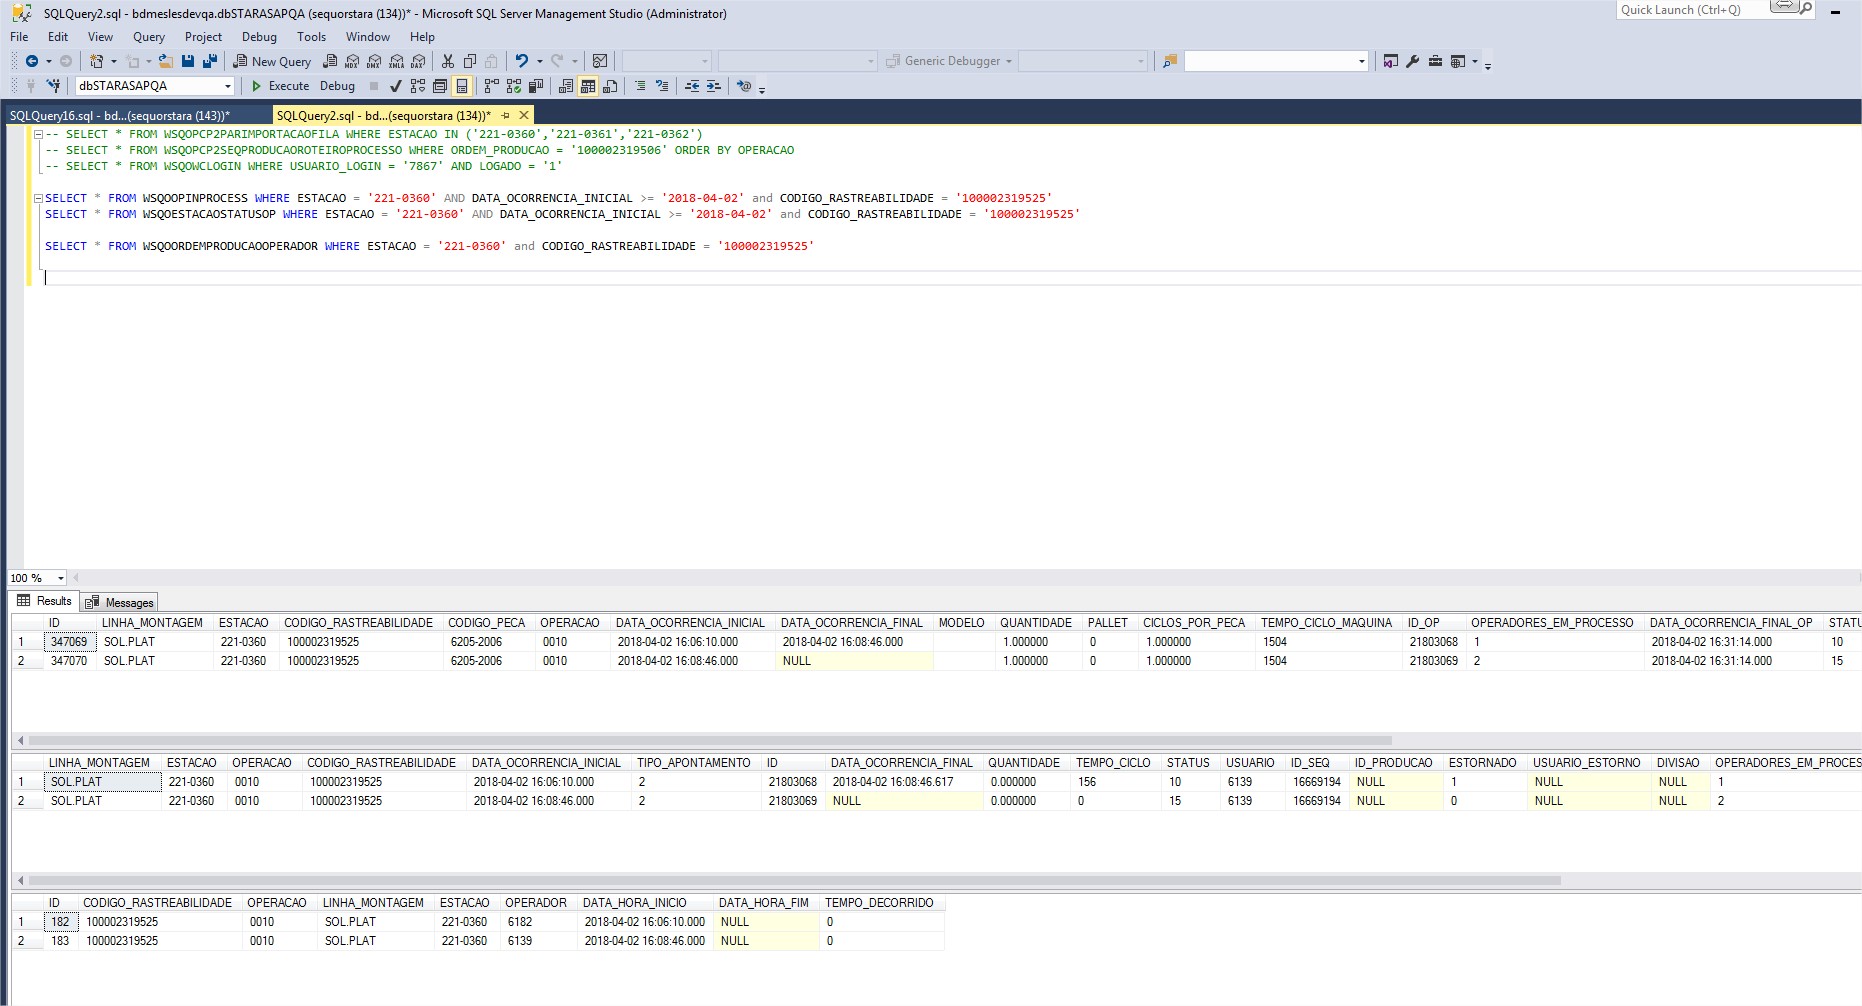 SQLQuery2.sql - bdmeslesdevqa.dbSTARASAPQA (sequorstara (134))* - Microsoft SQL Server Management Studio (Administrator)
Quick Launch (Ctrl+Q)
File Edit View Query Project Debug Tools Window Help
New Query MDX DMX XMLA DAX Generic Debugger
dbSTARASAPQA Execute Debug
SQLQuery16.sql - bd...(sequorstara (143))* SQLQuery2.sql - bd...(sequorstara (134))*
-- SELECT * FROM WSQOPCP2PARIMPORTACAOFILA WHERE ESTACAO IN ('221-0360','221-0361','221-0362')
-- SELECT * FROM WSQOPCP2SEQPRODUCAOROTEIROPROCESSO WHERE ORDEM_PRODUCAO = '100002319506' ORDER BY OPERACAO
-- SELECT * FROM WSQOWCLOGIN WHERE USUARIO_LOGIN = '7867' AND LOGADO = '1'
SELECT * FROM WSQOOPINPROCESS WHERE ESTACAO = '221-0360' AND DATA_OCORRENCIA_INICIAL >= '2018-04-02' and CODIGO_RASTREABILIDADE = '100002319525'
SELECT * FROM WSQOESTACAOSTATUSOP WHERE ESTACAO = '221-0360' AND DATA_OCORRENCIA_INICIAL >= '2018-04-02' and CODIGO_RASTREABILIDADE = '100002319525'
SELECT * FROM WSQOORDEMPRODUCAOOPERADOR WHERE ESTACAO = '221-0360' and CODIGO_RASTREABILIDADE = '100002319525'
100 %
Results Messages
ID LINHA_MONTAGEM ESTACAO CODIGO_RASTREABILIDADE CODIGO_PECA OPERACAO DATA_OCORRENCIA_INICIAL DATA_OCORRENCIA_FINAL MODELO QUANTIDADE PALLET CICLOS_POR_PECA TEMPO_CICLO_MAQUINA ID_OP OPERADORES_EM_PROCESSO DATA_OCORRENCIA_FINAL_OP STATU
1 347069 SOL.PLAT 221-0360 100002319525 6205-2006 0010 2018-04-02 16:06:10.000 2018-04-02 16:08:46.000 1.000000 0 1.000000 1504 21803068 1 2018-04-02 16:31:14.000 10
2 347070 SOL.PLAT 221-0360 100002319525 6205-2006 0010 2018-04-02 16:08:46.000 NULL 1.000000 0 1.000000 1504 21803069 2 2018-04-02 16:31:14.000 15
LINHA_MONTAGEM ESTACAO OPERACAO CODIGO_RASTREABILIDADE DATA_OCORRENCIA_INICIAL TIPO_APONTAMENTO ID DATA_OCORRENCIA_FINAL QUANTIDADE TEMPO_CICLO STATUS USUARIO ID_SEQ ID_PRODUCAO ESTORNADO USUARIO_ESTORNO DIVISAO OPERADORES_EM_PROCES
1 SOL.PLAT 221-0360 0010 100002319525 2018-04-02 16:06:10.000 2 21803068 2018-04-02 16:08:46.617 0.000000 156 10 6139 16669194 NULL 1 NULL NULL 1
2 SOL.PLAT 221-0360 0010 100002319525 2018-04-02 16:08:46.000 2 21803069 NULL 0.000000 0 15 6139 16669194 NULL 0 NULL NULL 2
ID CODIGO_RASTREABILIDADE OPERACAO LINHA_MONTAGEM ESTACAO OPERADOR DATA_HORA_INICIO DATA_HORA_FIM TEMPO_DECORRIDO
1 182 100002319525 0010 SOL.PLAT 221-0360 6182 2018-04-02 16:06:10.000 NULL 0
2 183 100002319525 0010 SOL.PLAT 221-0360 6139 2018-04-02 16:08:46.000 NULL 0